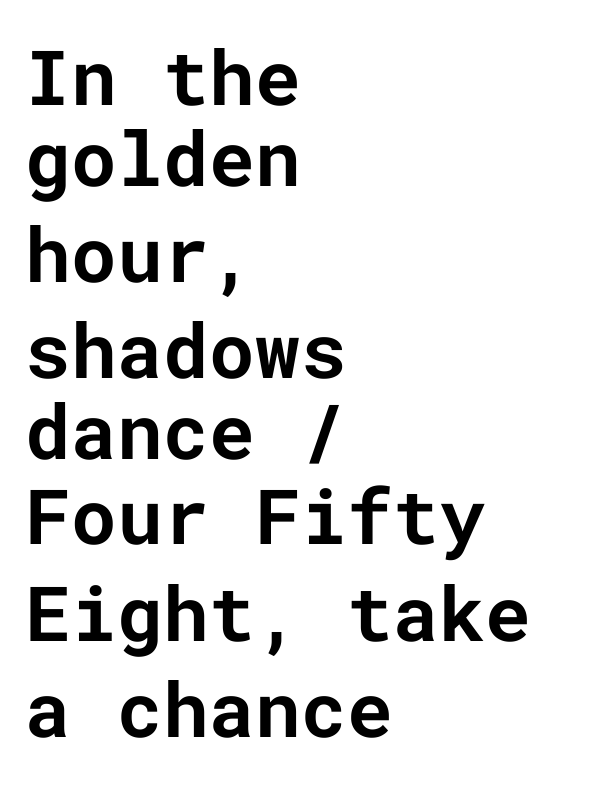 In the
golden
hour,
shadows
dance /
Four Fifty
Eight, take
a chance